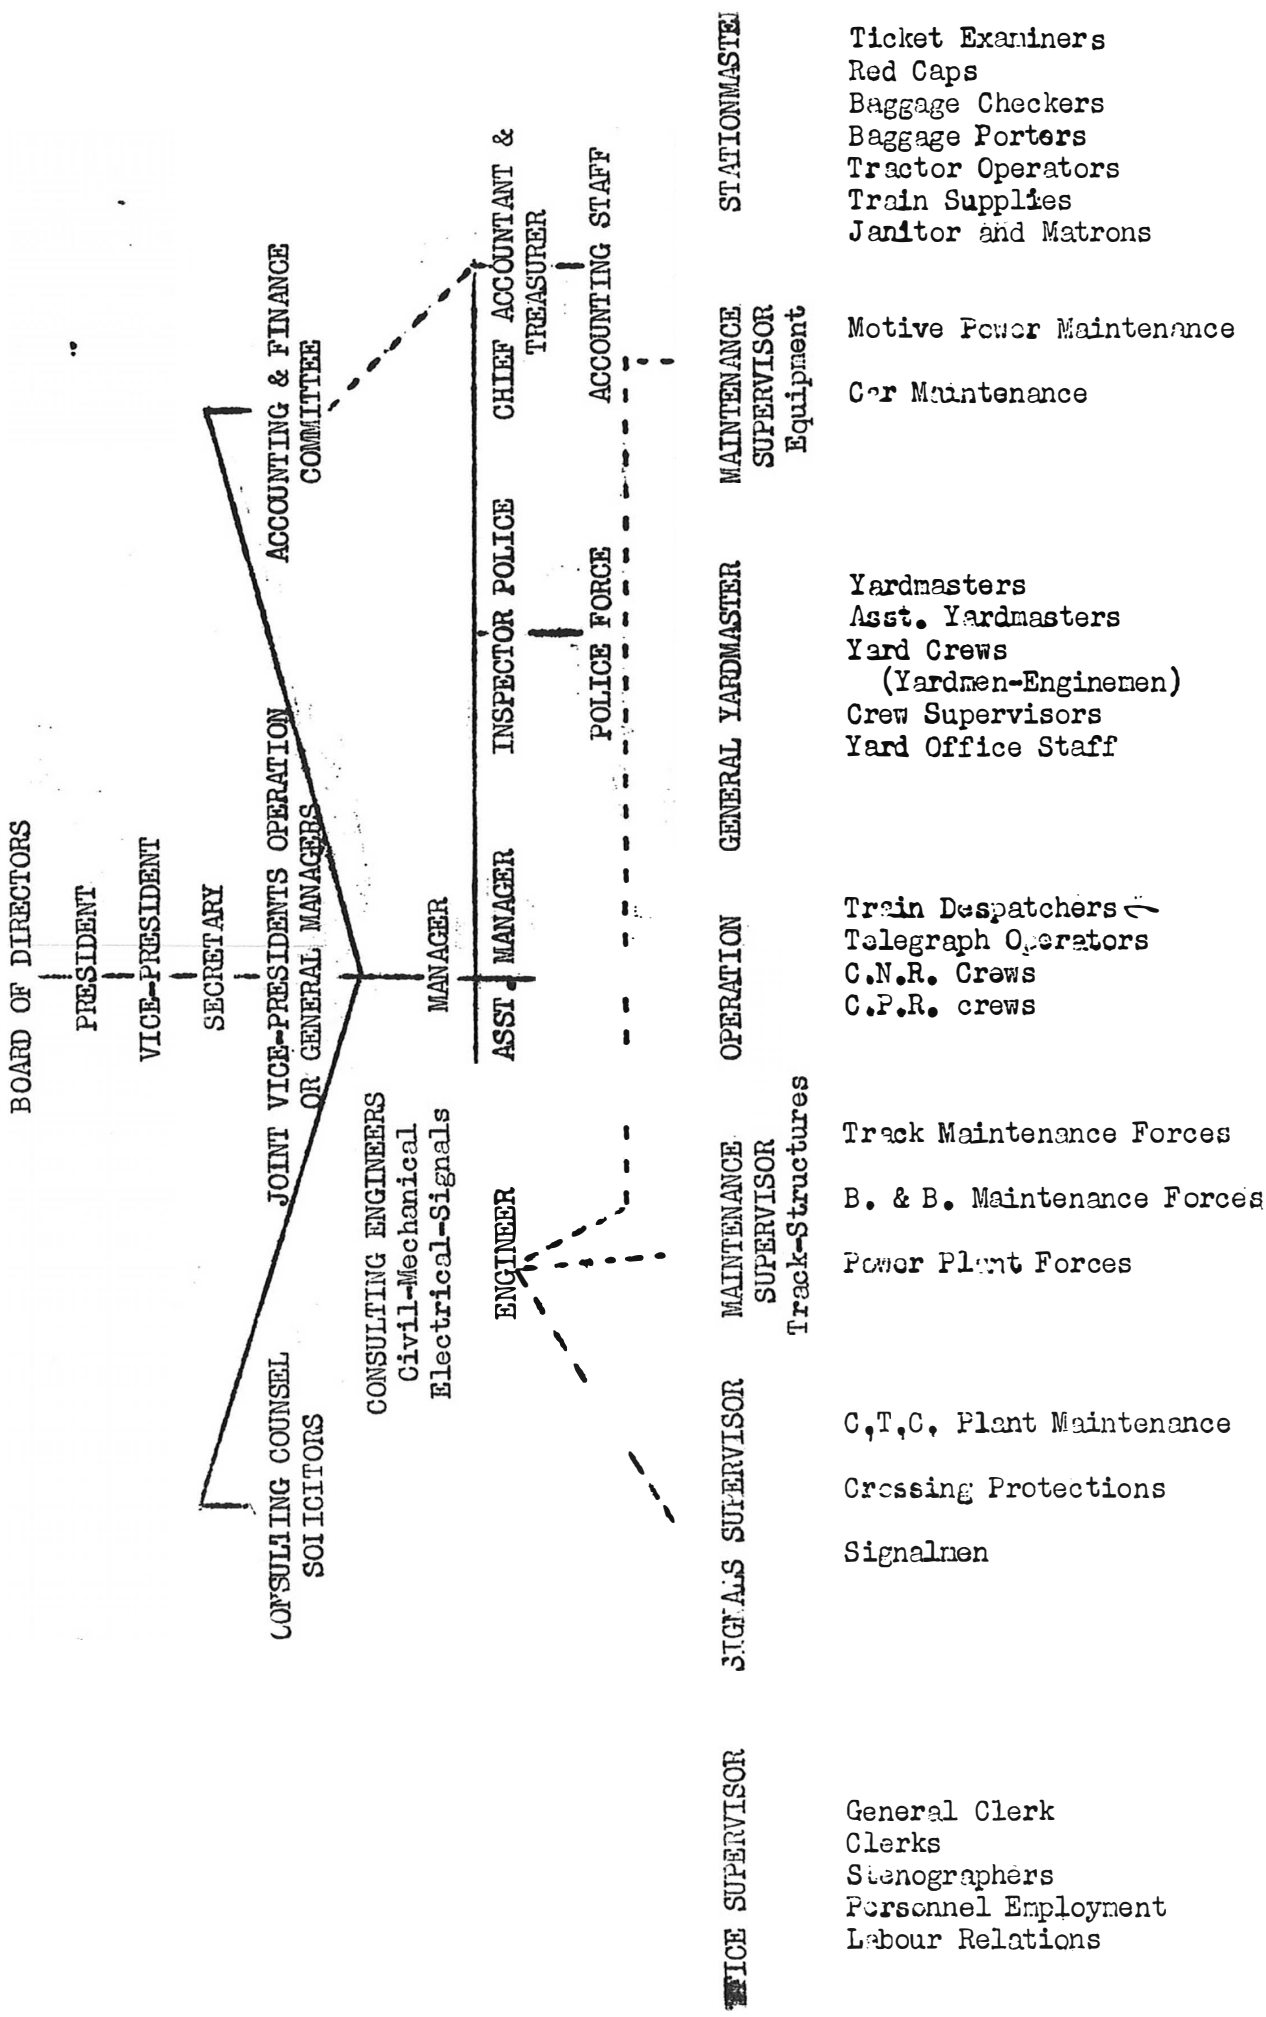 BOARD OF DIRECTORS
PRESIDENT
VICE-PRESIDENT
SECRETARY
CONSULTING COUNSEL
SOLICITORS
JOINT VICE-PRESIDENTS OPERATION
OR GENERAL MANAGERS
ACCOUNTING & FINANCE
COMMITTEE
CONSULTING ENGINEERS
Civil-Mechanical
Electrical-Signals
MANAGER
ENGINEER
ASST. MANAGER
INSPECTOR POLICE
CHIEF ACCOUNTANT &
TREASURER
POLICE FORCE
ACCOUNTING STAFF
FICE SUPERVISOR
General Clerk
Clerks
Stenographers
Personnel Employment
Labour Relations
SIGNALS SUPERVISOR
C.T.C. Plant Maintenance
Crossing Protections
Signalmen
MAINTENANCE
SUPERVISOR
Track-Structures
Track Maintenance Forces
B. & B. Maintenance Forces
Power Plant Forces
OPERATION
Train Despatchers
Telegraph Operators
C.N.R. Crews
C.P.R. crews
GENERAL YARDMASTER
Yardmasters
Asst. Yardmasters
Yard Crews
(Yardmen-Enginemen)
Crew Supervisors
Yard Office Staff
MAINTENANCE
SUPERVISOR
Equipment
Motive Power Maintenance
Car Maintenance
STATIONMASTE
Ticket Examiners
Red Caps
Baggage Checkers
Baggage Porters
Tractor Operators
Train Supplies
Janitor and Matrons